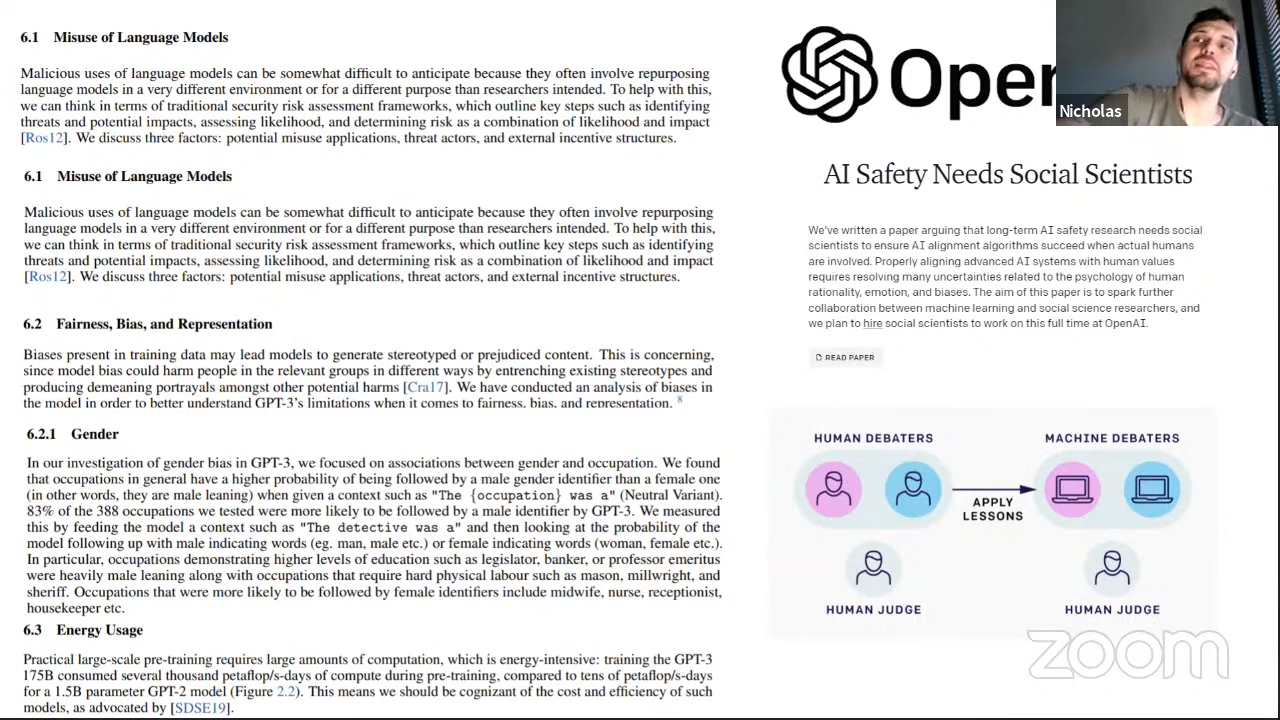 6.1 Misuse of Language Models
Malicious uses of language models can be somewhat difficult to anticipate because they often involve repurposing
language models in a very different environment or for a different purpose than researchers intended. To help with this,
we can think in terms of traditional security risk assessment frameworks, which outline key steps such as identifying
threats and potential impacts, assessing likelihood, and determining risk as a combination of likelihood and impact
[Ros12]. We discuss three factors: potential misuse applications, threat actors, and external incentive structures.
6.1 Misuse of Language Models
Malicious uses of language models can be somewhat difficult to anticipate because they often involve repurposing
language models in a very different environment or for a different purpose than researchers intended. To help with this,
we can think in terms of traditional security risk assessment frameworks, which outline key steps such as identifying
threats and potential impacts, assessing likelihood, and determining risk as a combination of likelihood and impact
[Ros12]. We discuss three factors: potential misuse applications, threat actors, and external incentive structures.
6.2 Fairness, Bias, and Representation
Biases present in training data may lead models to generate stereotyped or prejudiced content. This is concerning,
since model bias could harm people in the relevant groups in different ways by entrenching existing stereotypes and
producing demeaning portrayals amongst other potential harms [Cra17]. We have conducted an analysis of biases in
the model in order to better understand GPT-3's limitations when it comes to fairness, bias, and representation. 8
6.2.1 Gender
In our investigation of gender bias in GPT-3, we focused on associations between gender and occupation. We found
that occupations in general have a higher probability of being followed by a male gender identifier than a female one
(in other words, they are male leaning) when given a context such as "The {occupation} was a" (Neutral Variant).
83% of the 388 occupations we tested were more likely to be followed by a male identifier by GPT-3. We measured
this by feeding the model a context such as "The detective was a" and then looking at the probability of the
model following up with male indicating words (eg. man, male etc.) or female indicating words (woman, female etc.).
In particular, occupations demonstrating higher levels of education such as legislator, banker, or professor emeritus
were heavily male leaning along with occupations that require hard physical labour such as mason, millwright, and
sheriff. Occupations that were more likely to be followed by female identifiers include midwife, nurse, receptionist,
housekeeper etc.
6.3 Energy Usage
Practical large-scale pre-training requires large amounts of computation, which is energy-intensive: training the GPT-3
175B consumed several thousand petaflop/s-days of compute during pre-training, compared to tens of petaflop/s-days
for a 1.5B parameter GPT-2 model (Figure 2.2). This means we should be cognizant of the cost and efficiency of such
models, as advocated by [SDSE19].
Open
Nicholas
AI Safety Needs Social Scientists
We've written a paper arguing that long-term AI safety research needs social
scientists to ensure AI alignment algorithms succeed when actual humans
are involved. Properly aligning advanced AI systems with human values
requires resolving many uncertainties related to the psychology of human
rationality, emotion, and biases. The aim of this paper is to spark further
collaboration between machine learning and social science researchers, and
we plan to hire social scientists to work on this full time at OpenAI.
READ PAPER
HUMAN DEBATERS
MACHINE DEBATERS
APPLY
LESSONS
HUMAN JUDGE
HUMAN JUDGE
zoom